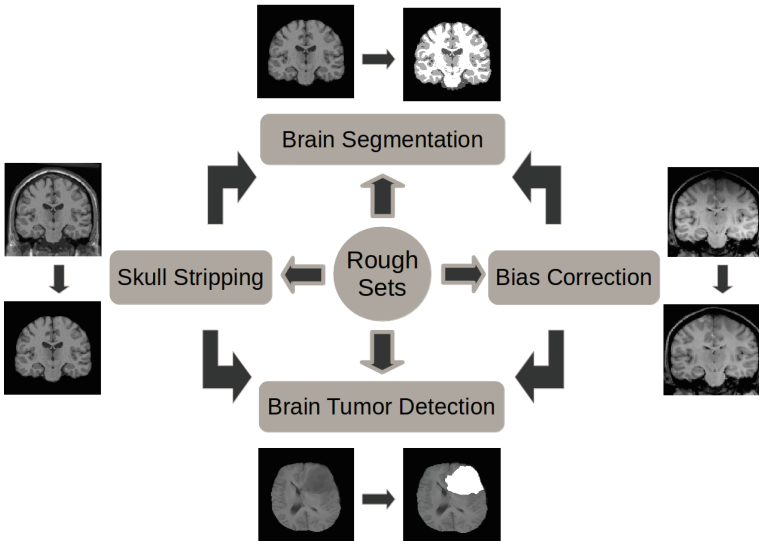 Brain Segmentation
Skull Stripping
Rough
Sets
Bias Correction
Brain Tumor Detection